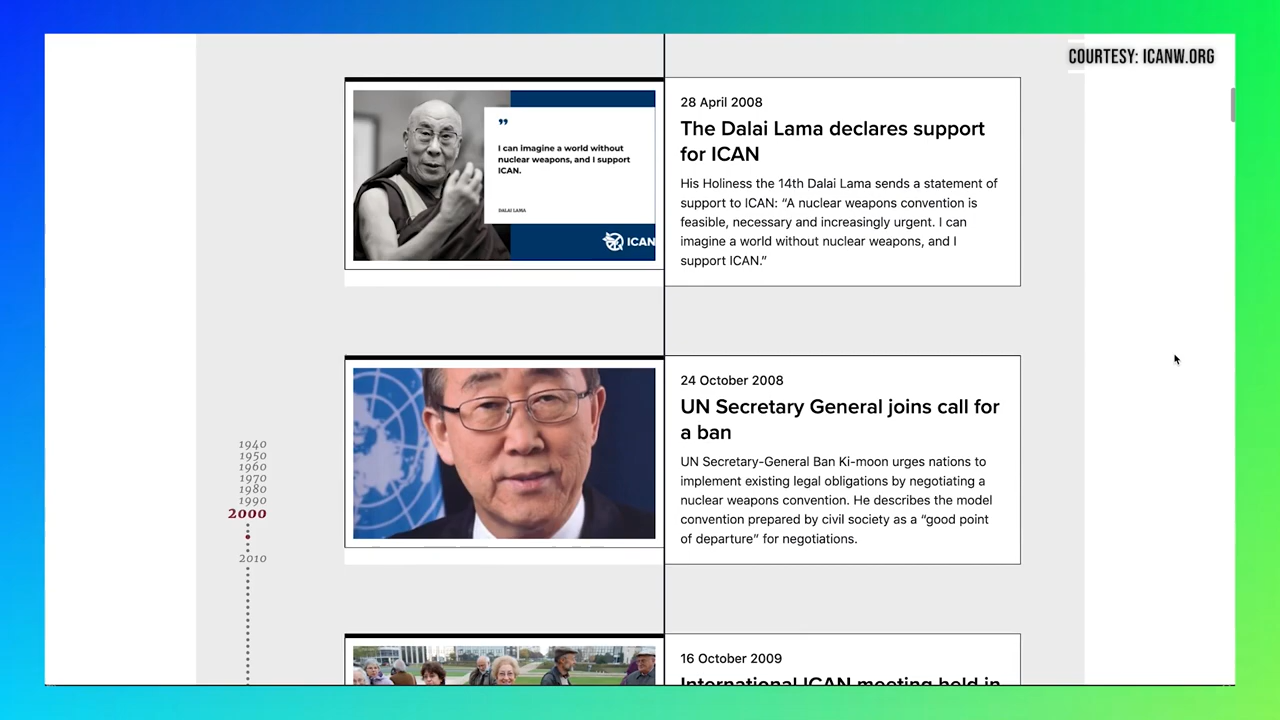 COURTESY: ICANW.ORG
”
I can imagine a world without
nuclear weapons, and I support
ICAN.
DALAI LAMA
ICAN
28 April 2008
The Dalai Lama declares support
for ICAN
His Holiness the 14th Dalai Lama sends a statement of
support to ICAN: “A nuclear weapons convention is
feasible, necessary and increasingly urgent. I can
imagine a world without nuclear weapons, and I
support ICAN.”
24 October 2008
UN Secretary General joins call for
a ban
UN Secretary-General Ban Ki-moon urges nations to
implement existing legal obligations by negotiating a
nuclear weapons convention. He describes the model
convention prepared by civil society as a “good point
of departure” for negotiations.
1940
1950
1960
1970
1980
1990
2000
2010
16 October 2009
International ICAN meeting held in